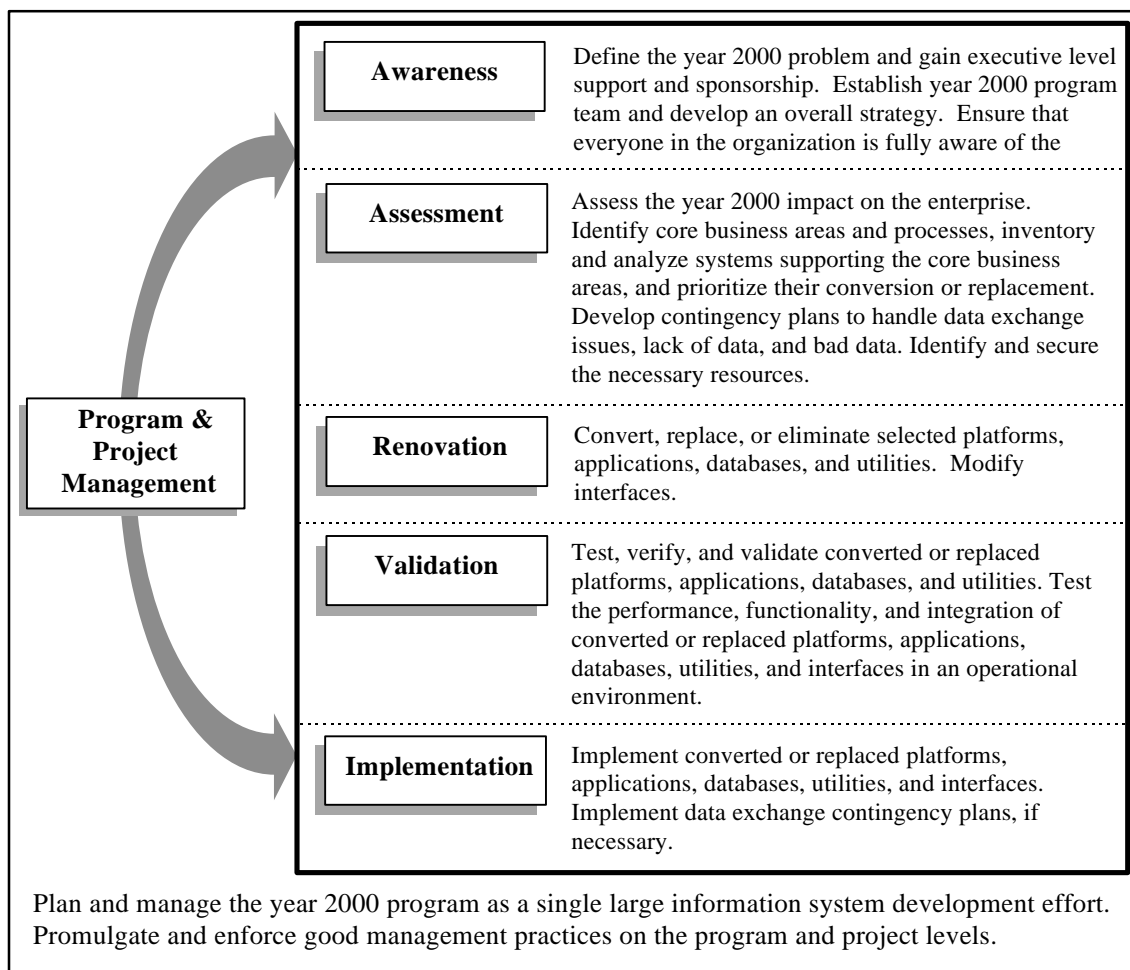 Awareness
Define the year 2000 problem and gain executive level
support and sponsorship. Establish year 2000 program
team and develop an overall strategy. Ensure that
everyone in the organization is fully aware of the
Assessment
Assess the year 2000 impact on the enterprise.
Identify core business areas and processes, inventory
and analyze systems supporting the core business
areas, and prioritize their conversion or replacement.
Develop contingency plans to handle data exchange
issues, lack of data, and bad data. Identify and secure
the necessary resources.
Program &
Project
Management
Renovation
Convert, replace, or eliminate selected platforms,
applications, databases, and utilities. Modify
interfaces.
Validation
Test, verify, and validate converted or replaced
platforms, applications, databases, and utilities. Test
the performance, functionality, and integration of
converted or replaced platforms, applications,
databases, utilities, and interfaces in an operational
environment.
Implementation
Implement converted or replaced platforms,
applications, databases, utilities, and interfaces.
Implement data exchange contingency plans, if
necessary.
Plan and manage the year 2000 program as a single large information system development effort.
Promulgate and enforce good management practices on the program and project levels.